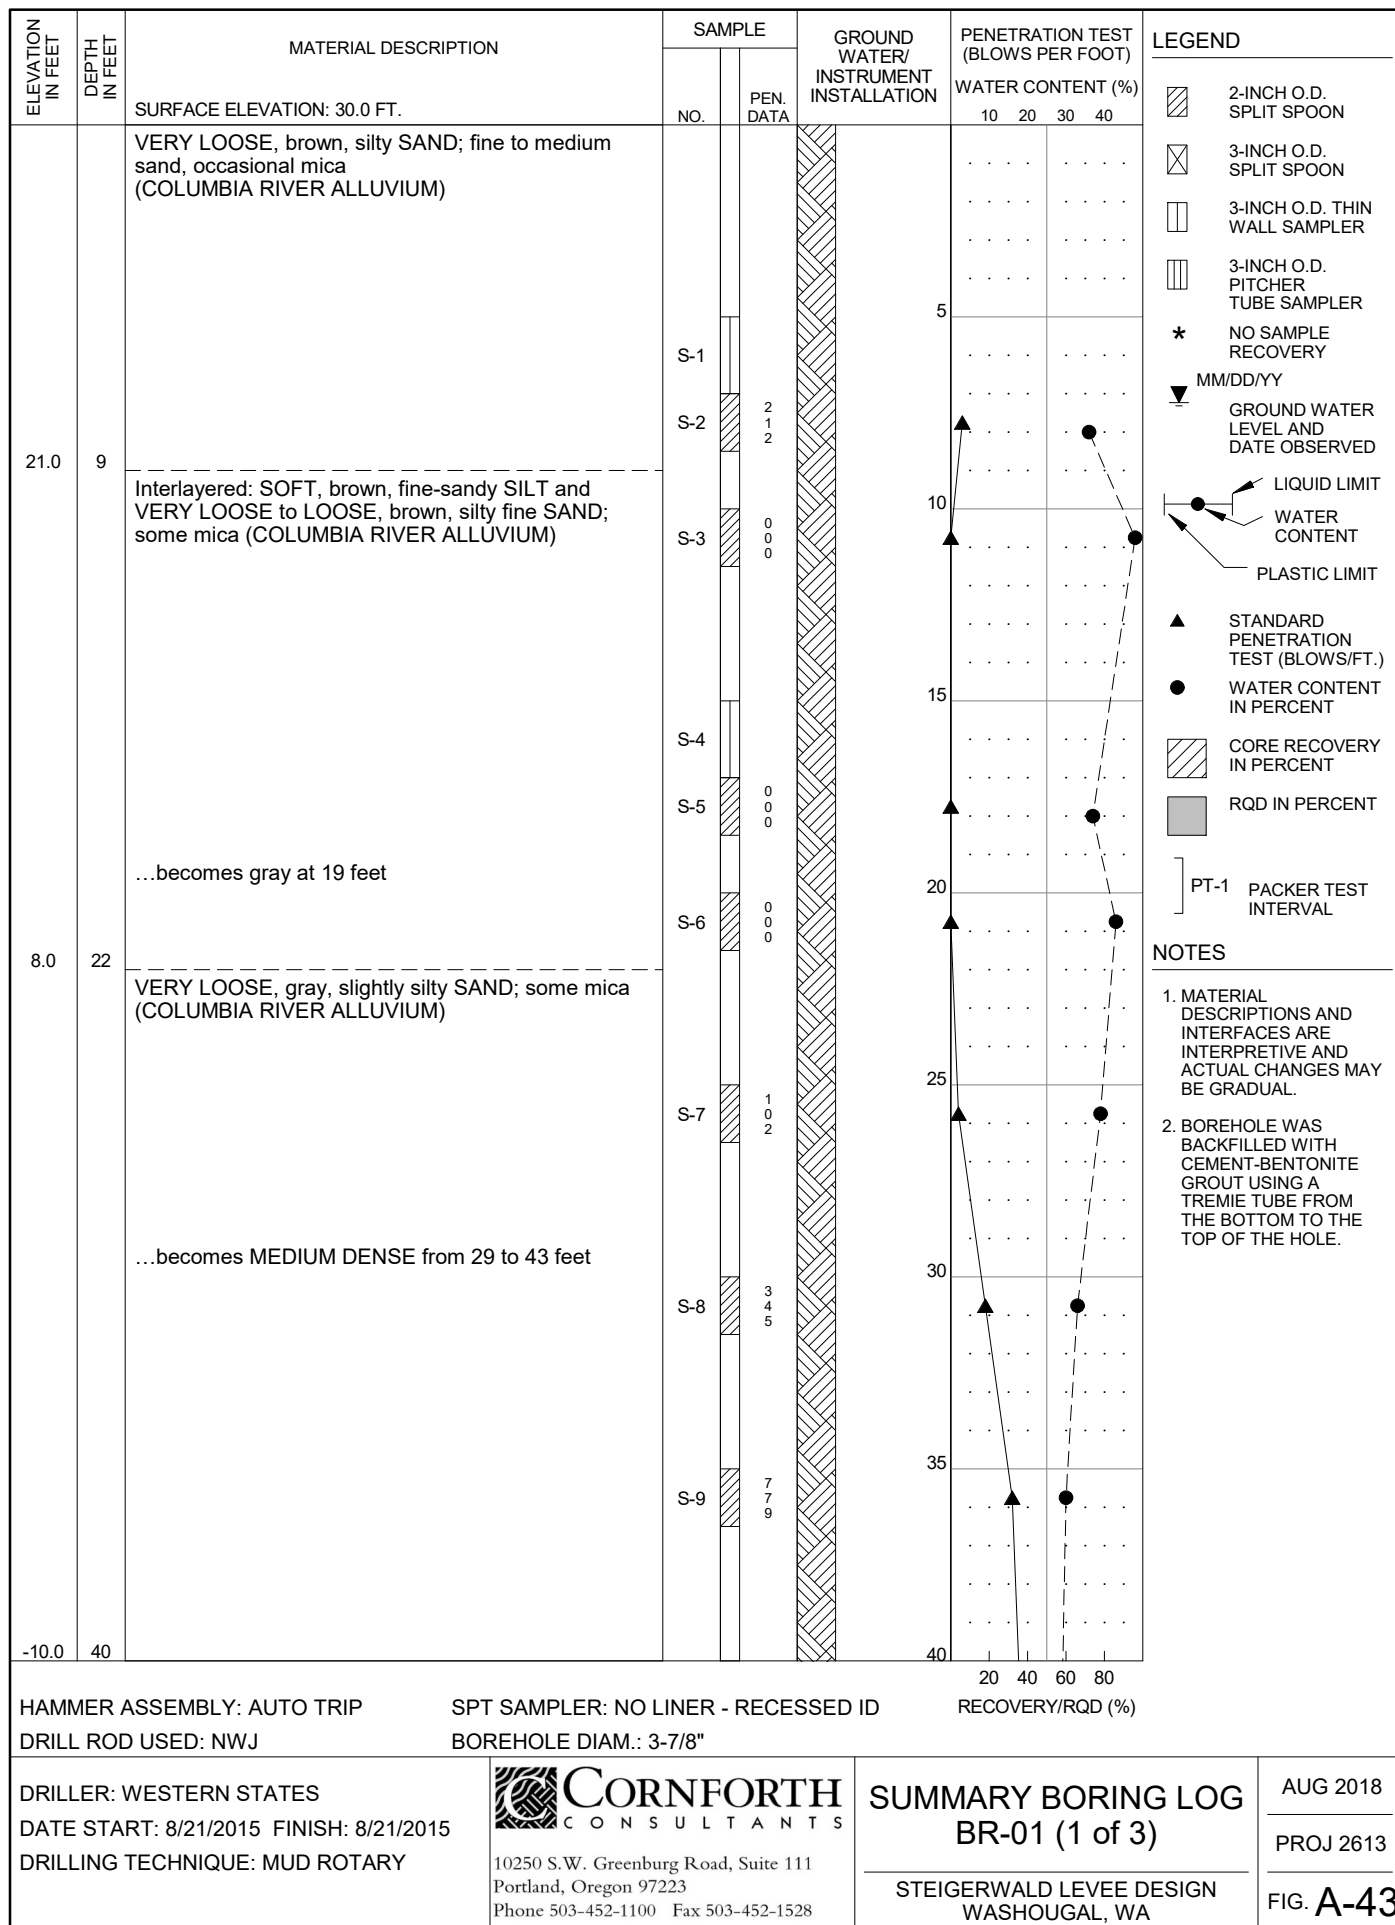 ELEVATION
IN FEET
DEPTH
IN FEET
MATERIAL DESCRIPTION
SURFACE ELEVATION: 30.0 FT.
SAMPLE
NO.
PEN.
DATA
GROUND
WATER/
INSTRUMENT
INSTALLATION
PENETRATION TEST
(BLOWS PER FOOT)
WATER CONTENT (%)
10 20 30 40
VERY LOOSE, brown, silty SAND; fine to medium
sand, occasional mica
(COLUMBIA RIVER ALLUVIUM)
5
S-1
S-2
2
1
2
21.0 9
Interlayered: SOFT, brown, fine-sandy SILT and
VERY LOOSE to LOOSE, brown, silty fine SAND;
some mica (COLUMBIA RIVER ALLUVIUM)
10
S-3
0
0
0
15
S-4
S-5
0
0
0
...becomes gray at 19 feet
20
S-6
0
0
0
8.0 22
VERY LOOSE, gray, slightly silty SAND; some mica
(COLUMBIA RIVER ALLUVIUM)
25
S-7
1
0
2
...becomes MEDIUM DENSE from 29 to 43 feet
30
S-8
3
4
5
35
S-9
7
7
9
-10.0 40
40
20 40 60 80
RECOVERY/RQD (%)
LEGEND
2-INCH O.D.
SPLIT SPOON
3-INCH O.D.
SPLIT SPOON
3-INCH O.D. THIN
WALL SAMPLER
3-INCH O.D.
PITCHER
TUBE SAMPLER
* NO SAMPLE
RECOVERY
MM/DD/YY
GROUND WATER
LEVEL AND
DATE OBSERVED
LIQUID LIMIT
WATER
CONTENT
PLASTIC LIMIT
STANDARD
PENETRATION
TEST (BLOWS/FT.)
WATER CONTENT
IN PERCENT
CORE RECOVERY
IN PERCENT
RQD IN PERCENT
PT-1 PACKER TEST
INTERVAL
NOTES
1. MATERIAL
DESCRIPTIONS AND
INTERFACES ARE
INTERPRETIVE AND
ACTUAL CHANGES MAY
BE GRADUAL.
2. BOREHOLE WAS
BACKFILLED WITH
CEMENT-BENTONITE
GROUT USING A
TREMIE TUBE FROM
THE BOTTOM TO THE
TOP OF THE HOLE.
HAMMER ASSEMBLY: AUTO TRIP
SPT SAMPLER: NO LINER - RECESSED ID
DRILL ROD USED: NWJ
BOREHOLE DIAM.: 3-7/8"
DRILLER: WESTERN STATES
DATE START: 8/21/2015 FINISH: 8/21/2015
DRILLING TECHNIQUE: MUD ROTARY
CORNFORTH
CONSULTANTS
10250 S.W. Greenburg Road, Suite 111
Portland, Oregon 97223
Phone 503-452-1100 Fax 503-452-1528
SUMMARY BORING LOG
BR-01 (1 of 3)
STEIGERWALD LEVEE DESIGN
WASHOUGAL, WA
AUG 2018
PROJ 2613
FIG. A-43